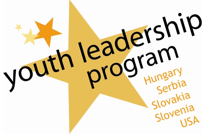 youth leadership
program
Hungary
Serbia
Slovakia
Slovenia
USA